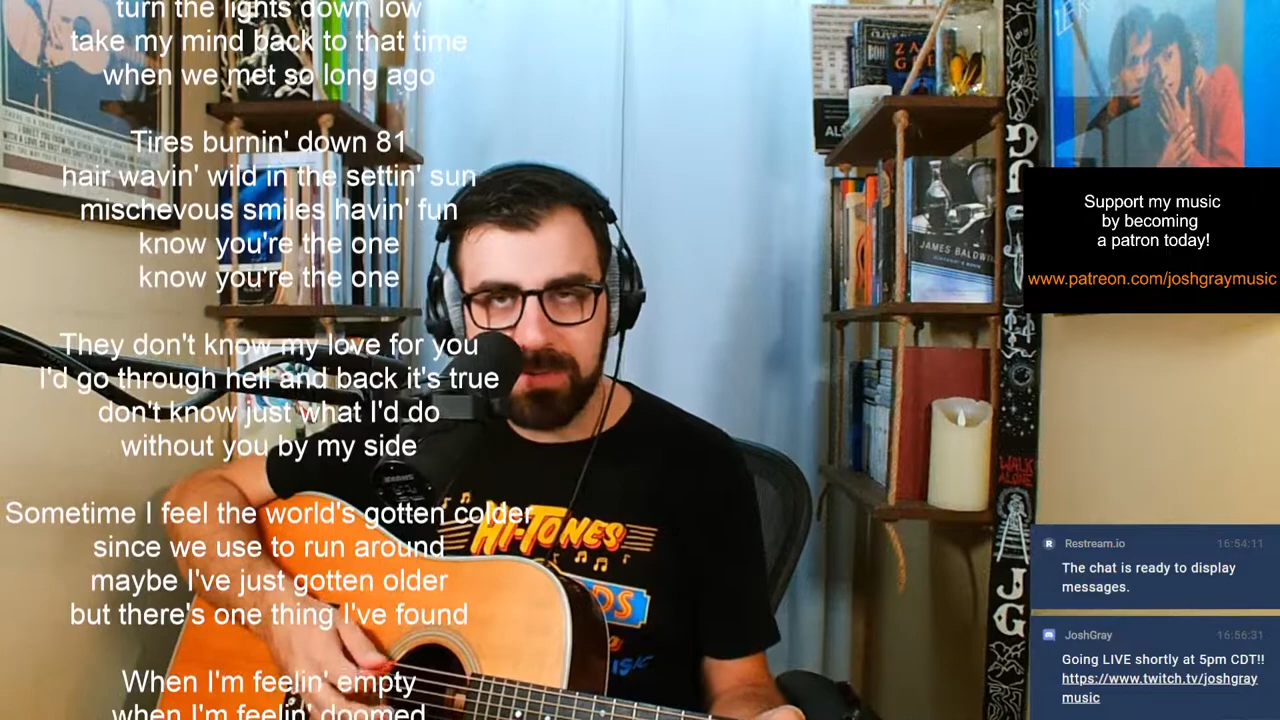 turn the lights down low
take my mind back to that time
when we met so long ago
Tires burnin' down 81
hair wavin' wild in the settin' sun
mischevous smiles havin' fun
know you're the one
know you're the one
They don't know my love for you
I'd go through hell and back it's true
don't know just what I'd do
without you by my side
Sometime I feel the world's gotten colder
since we use to run around
maybe I've just gotten older
but there's one thing I've found
When I'm feelin' empty
when I'm feelin' doomed
HI-TONES
JAMES BALDWIN
WALK
ALONE
J
G
Support my music
by becoming
a patron today!
www.patreon.com/joshgraymusic
Restream.io 16:54:11
The chat is ready to display
messages.
JoshGray 16:56:31
Going LIVE shortly at 5pm CDT!!
https://www.twitch.tv/joshgray
music